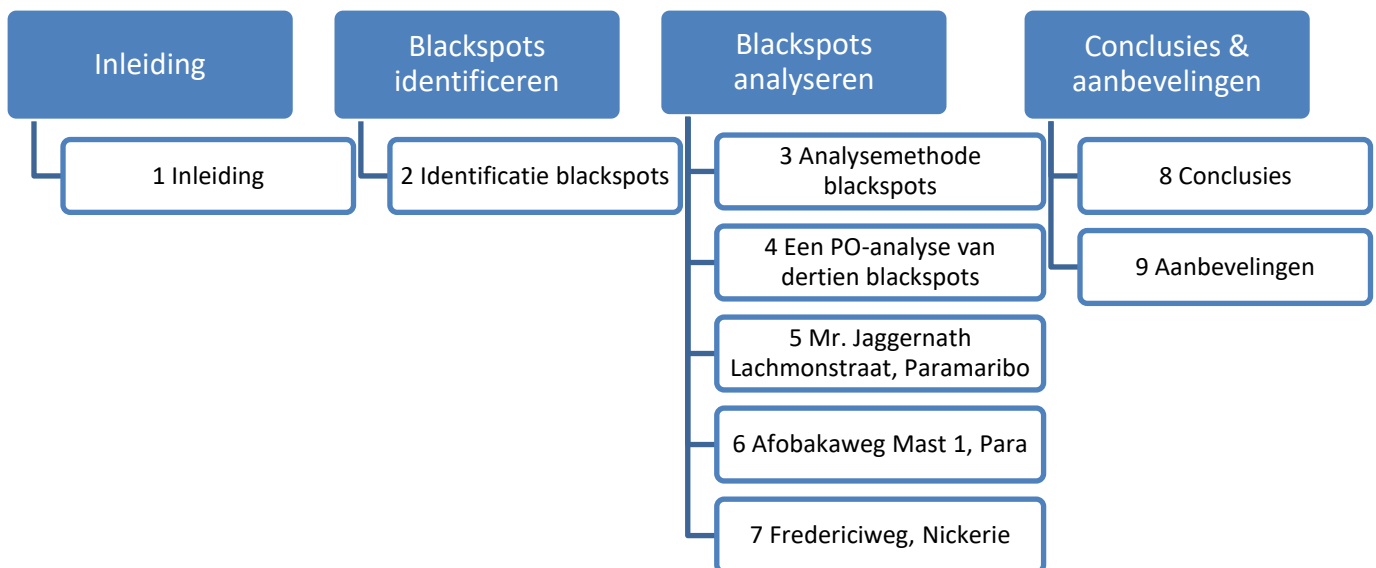 Inleiding
1 Inleiding
Blackspots
identificeren
2 Identificatie blackspots
Blackspots
analyseren
3 Analysemethode
blackspots
4 Een PO-analyse van
dertien blackspots
5 Mr. Jaggernath
Lachmonstraat, Paramaribo
6 Afobakaweg Mast 1, Para
7 Fredericiweg, Nickerie
Conclusies &
aanbevelingen
8 Conclusies
9 Aanbevelingen